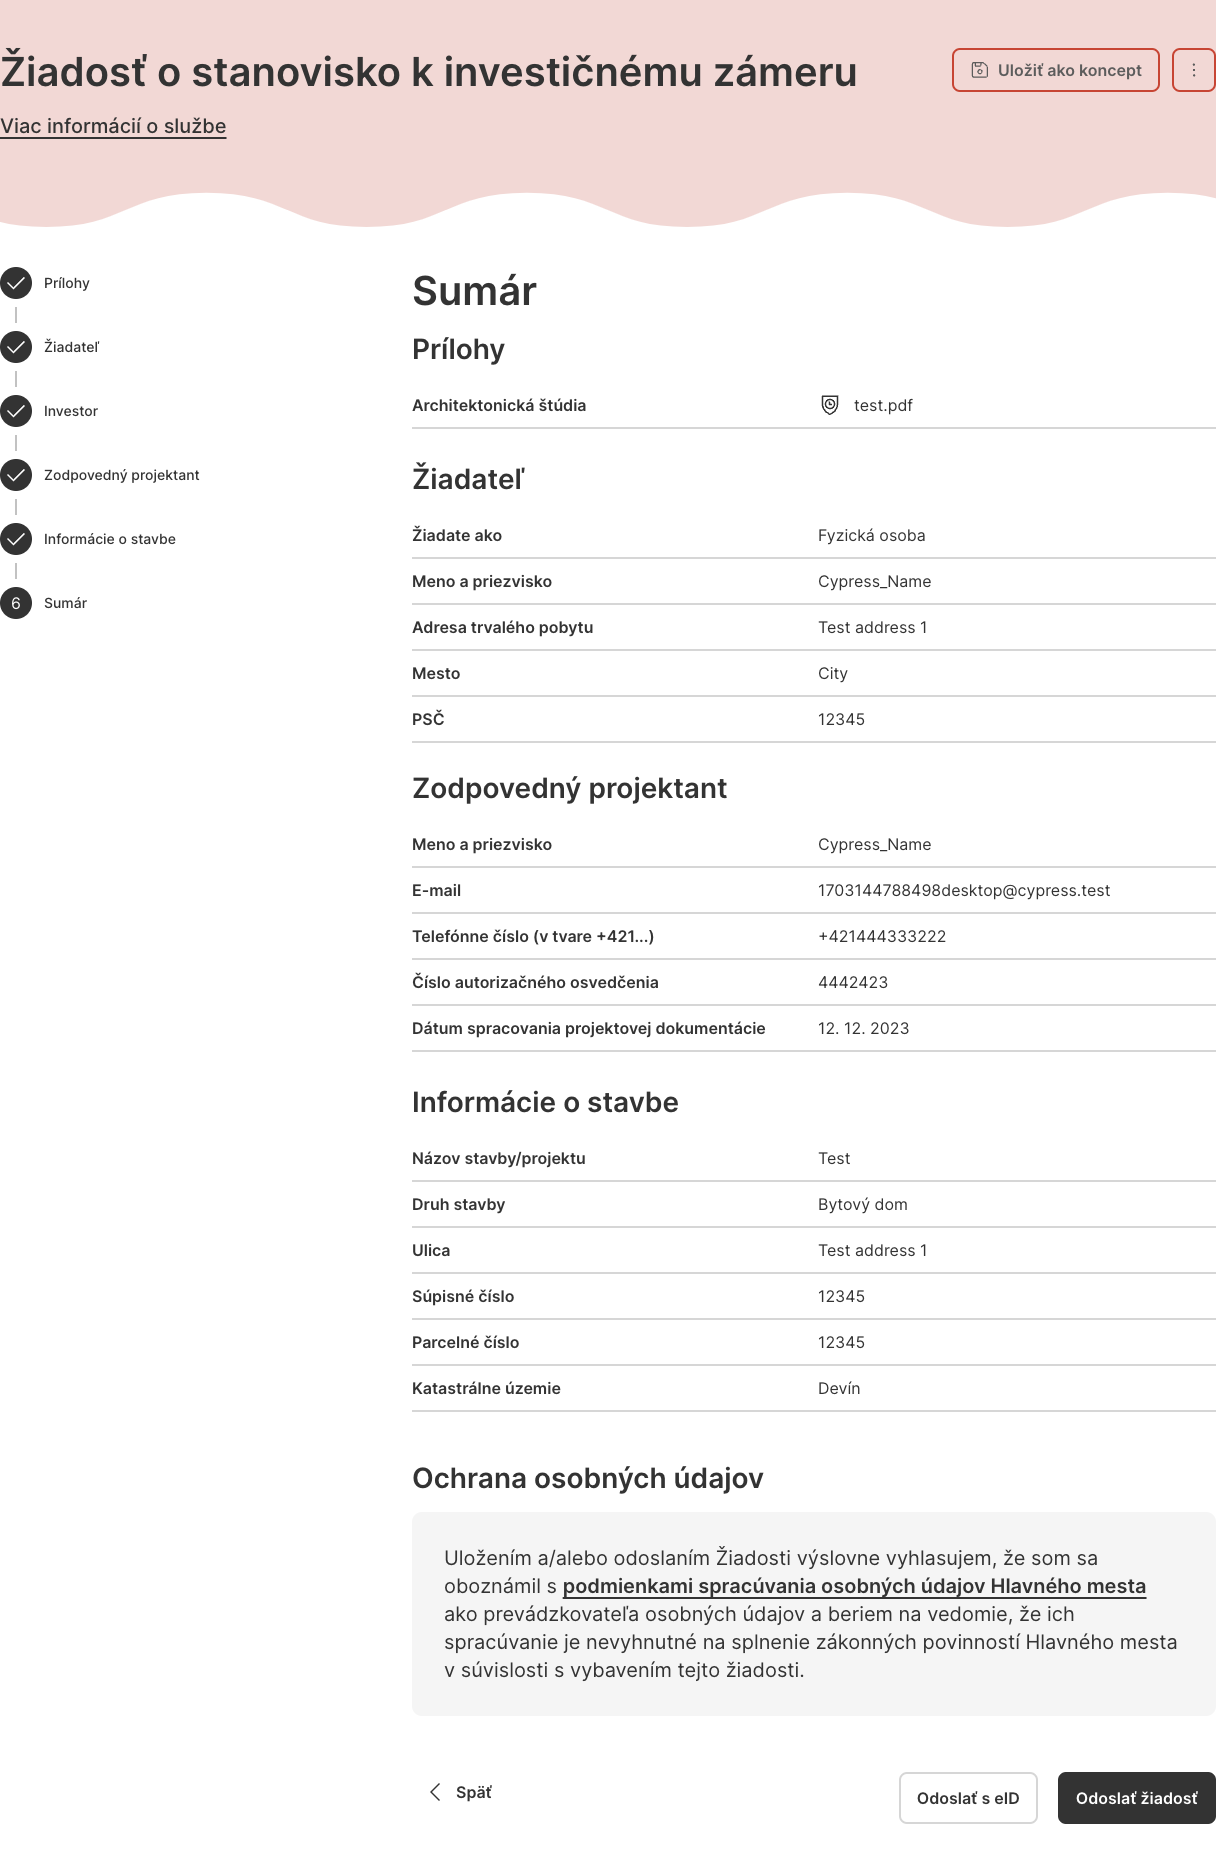 Žiadosť o stanovisko k investičnému zámeru
Uložiť ako koncept
Viac informácií o službe
Prílohy
Žiadateľ
Investor
Zodpovedný projektant
Informácie o stavbe
6 Sumár
Sumár
Prílohy
Architektonická štúdia test.pdf
Žiadateľ
Žiadate ako Fyzická osoba
Meno a priezvisko Cypress_Name
Adresa trvalého pobytu Test address 1
Mesto City
PSČ 12345
Zodpovedný projektant
Meno a priezvisko Cypress_Name
E-mail 1703144788498desktop@cypress.test
Telefónne číslo (v tvare +421...) +421444333222
Číslo autorizačného osvedčenia 4442423
Dátum spracovania projektovej dokumentácie 12. 12. 2023
Informácie o stavbe
Názov stavby/projektu Test
Druh stavby Bytový dom
Ulica Test address 1
Súpisné číslo 12345
Parcelné číslo 12345
Katastrálne územie Devín
Ochrana osobných údajov
Uložením a/alebo odoslaním Žiadosti výslovne vyhlasujem, že som sa
oboznámil s podmienkami spracúvania osobných údajov Hlavného mesta
ako prevádzkovateľa osobných údajov a beriem na vedomie, že ich
spracúvanie je nevyhnutné na splnenie zákonných povinností Hlavného mesta
v súvislosti s vybavením tejto žiadosti.
Späť
Odoslať s eID
Odoslať žiadosť